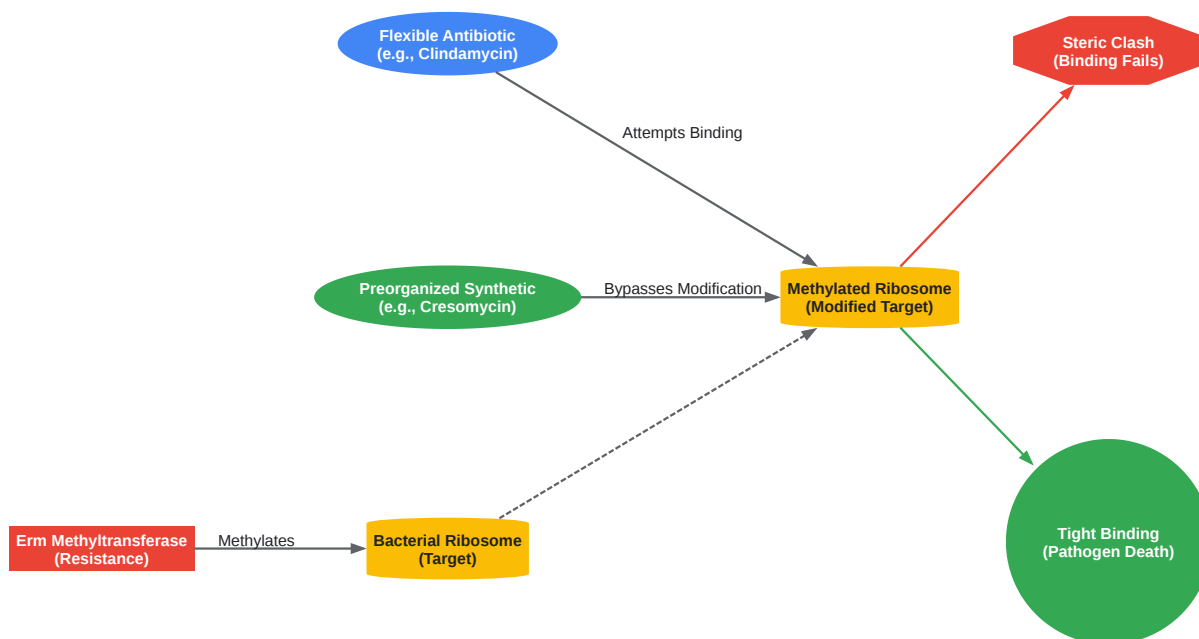 Flexible Antibiotic
(e.g., Clindamycin)
Steric Clash
(Binding Fails)
Attempts Binding
Preorganized Synthetic
(e.g., Cresomycin)
Bypasses Modification
Methylated Ribosome
(Modified Target)
Erm Methyltransferase
(Resistance)
Methylates
Bacterial Ribosome
(Target)
Tight Binding
(Pathogen Death)